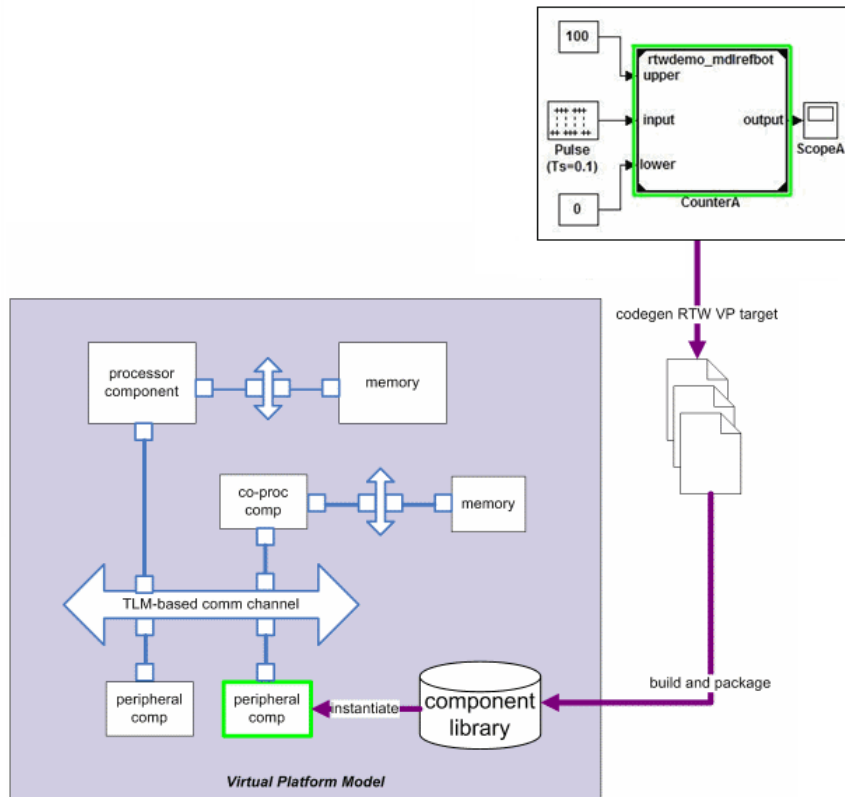 100
rtwdemo_mdlrefbot
upper
input
output
Pulse
(Ts=0.1)
ScopeA
lower
0
CounterA
codegen RTW VP target
processor
component
memory
co-proc
comp
memory
TLM-based comm channel
build and package
peripheral
comp
peripheral
comp
instantiate
component
library
Virtual Platform Model